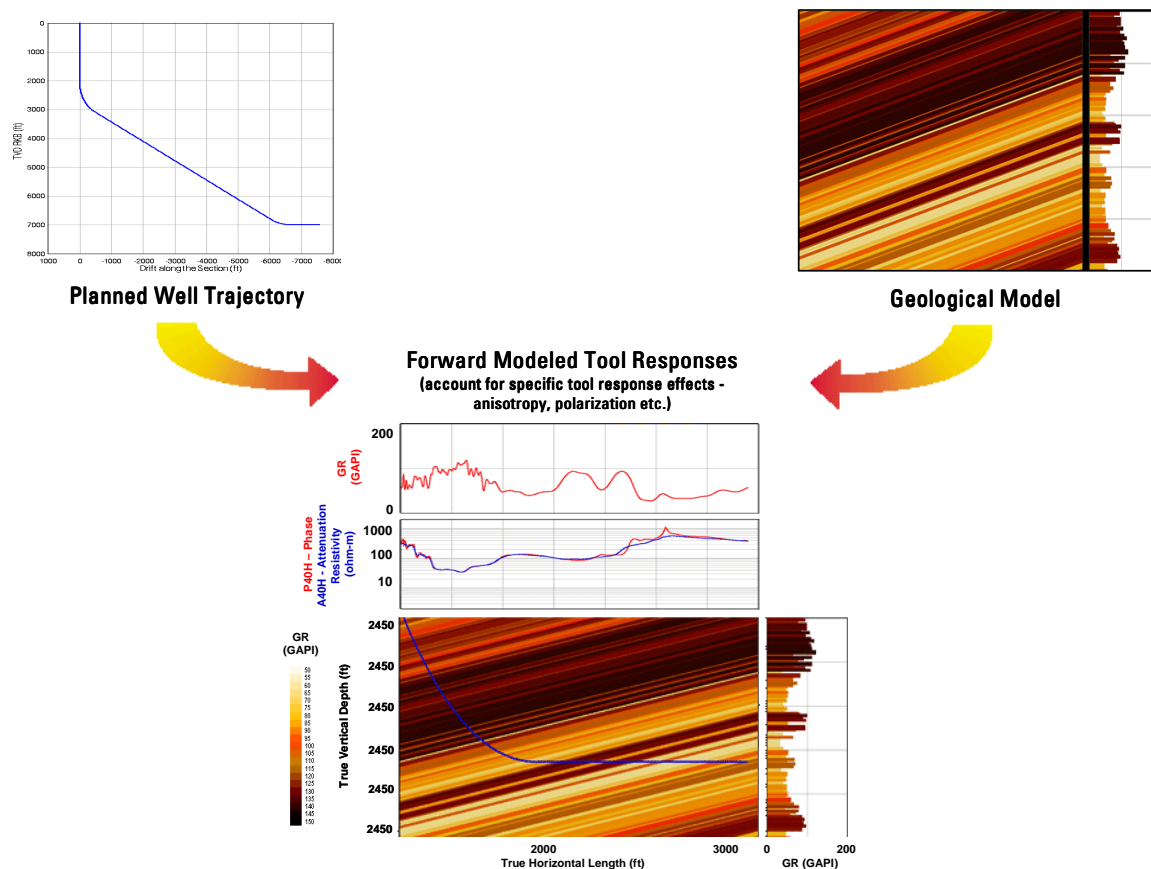 0
1000
2000
3000
4000
5000
6000
7000
8000
TVD RKB (ft)
1000 0 -1000 -2000 -3000 -4000 -5000 -6000 -7000 -8000
Drift along the Section (ft)
Planned Well Trajectory
Geological Model
Forward Modeled Tool Responses
(account for specific tool response effects -
anisotropy, polarization etc.)
GR
(GAPI)
200
0
P40H – Phase
A40H - Attenuation
Resistivity
(ohm-m)
1000
100
10
GR
(GAPI)
50
55
60
65
70
75
80
85
90
95
100
105
110
115
120
125
130
135
140
145
150
True Vertical Depth (ft)
2450
2450
2450
2450
2450
2450
2000 3000
True Horizontal Length (ft)
0 200
GR (GAPI)